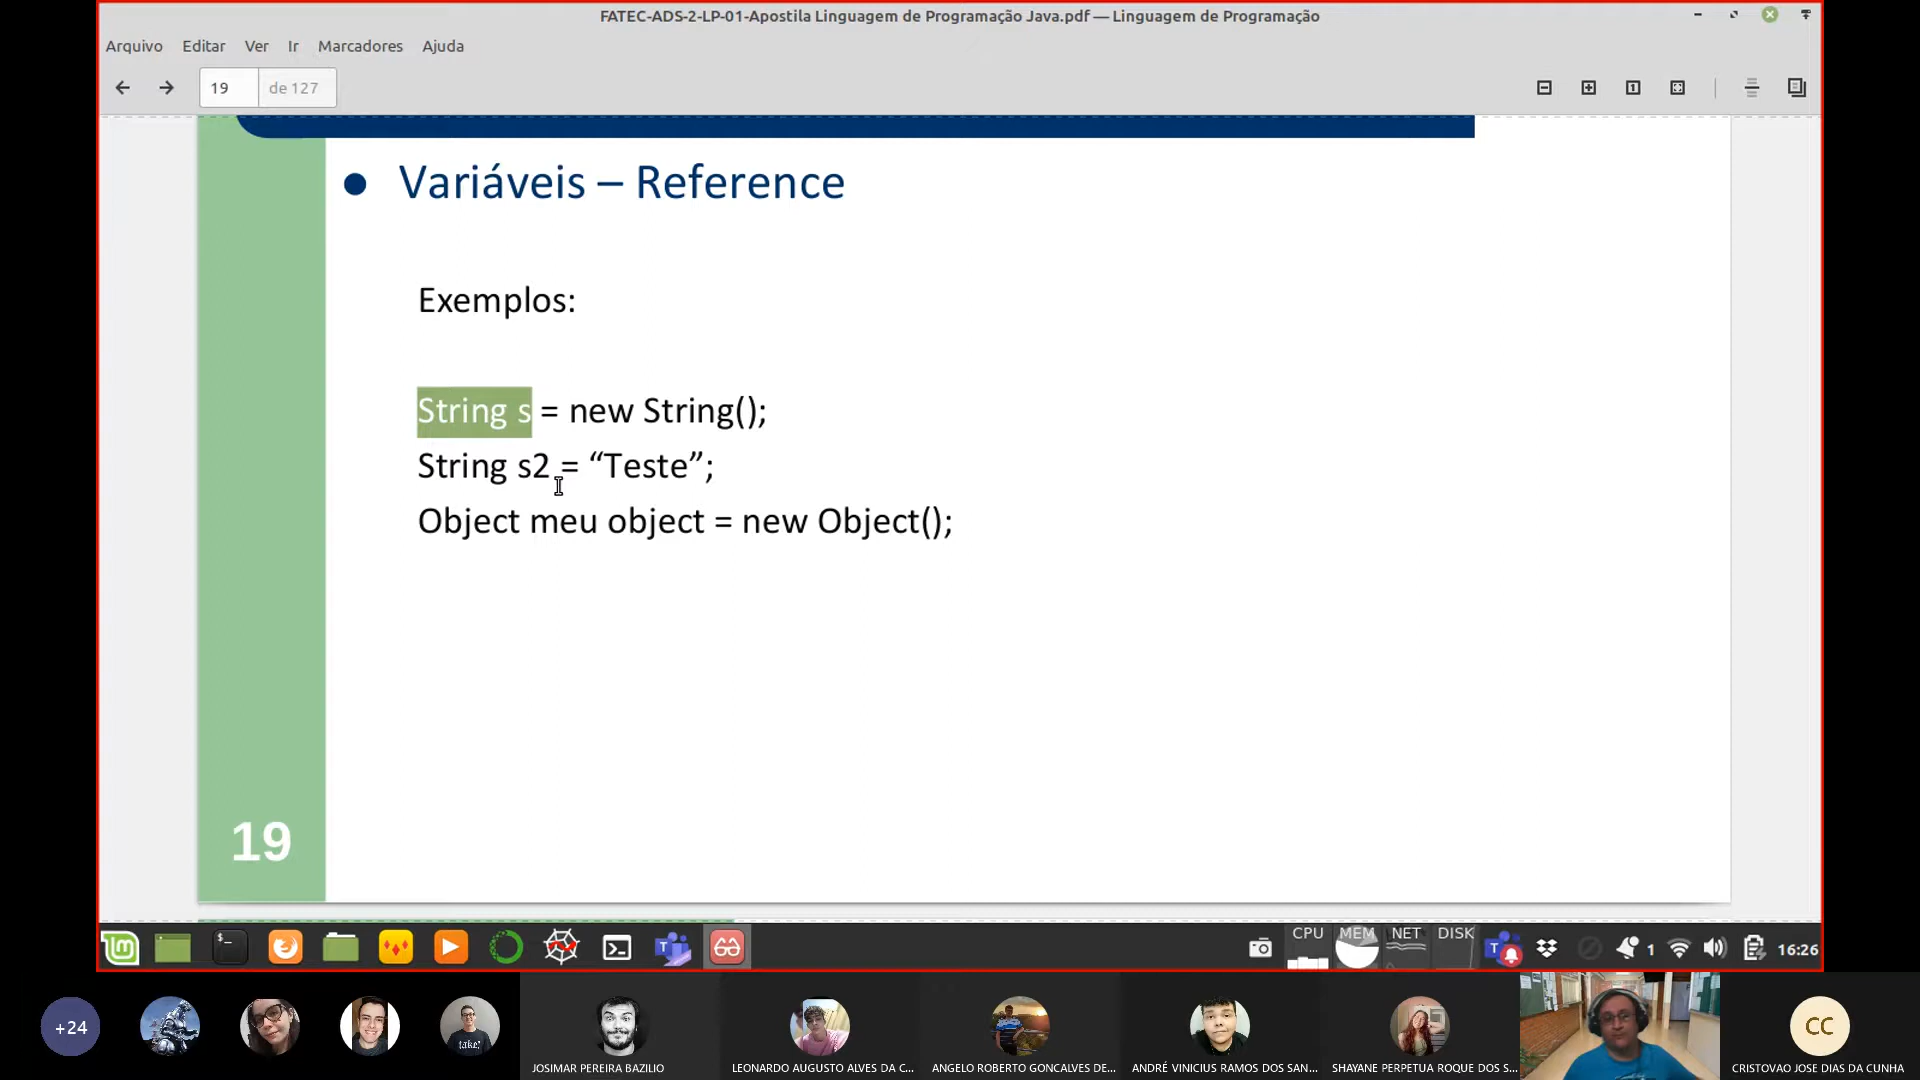 FATEC-ADS-2-LP-01-Apostila Linguagem de Programação Java.pdf — Linguagem de Programação
Arquivo Editar Ver Ir Marcadores Ajuda
19 de 127
● Variáveis – Reference
Exemplos:
String s = new String();
String s2 = “Teste”;
Object meu object = new Object();
19
CPU MEM NET DISK
1 16:26
+24
take!
CC
JOSIMAR PEREIRA BAZILIO
LEONARDO AUGUSTO ALVES DA C...
ANGELO ROBERTO GONCALVES DE...
ANDRÉ VINICIUS RAMOS DOS SAN...
SHAYANE PERPETUA ROQUE DOS S...
CRISTOVAO JOSE DIAS DA CUNHA